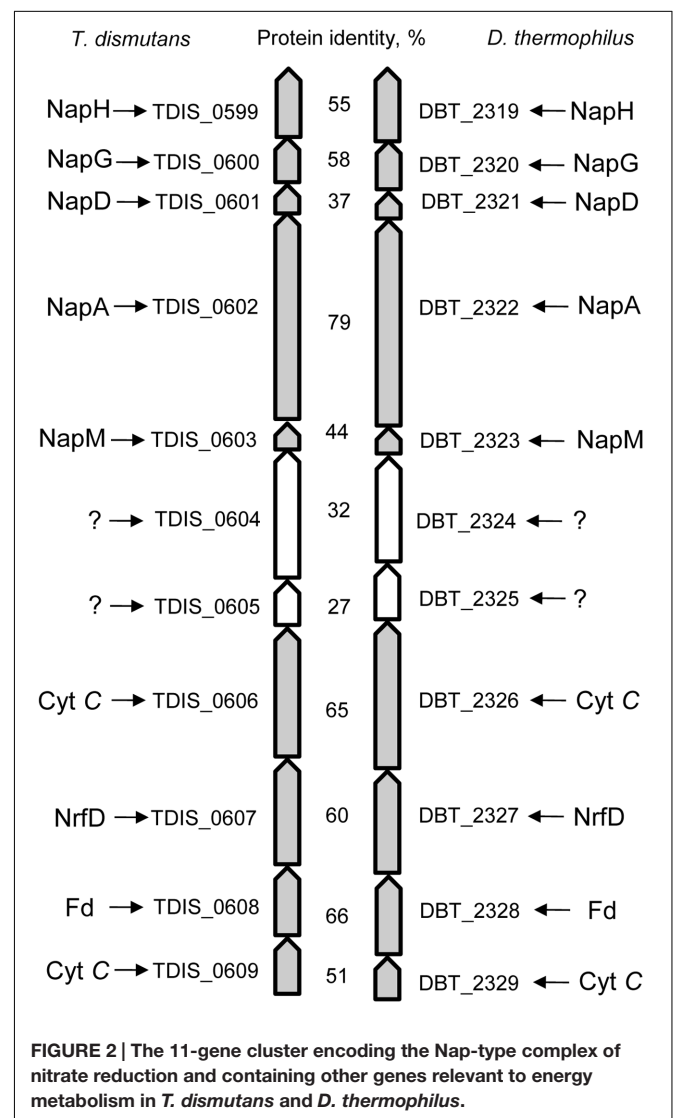 T. dismutans Protein identity, % D. thermophilus
NapH TDIS_0599 55 DBT_2319 NapH
NapG TDIS_0600 58 DBT_2320 NapG
NapD TDIS_0601 37 DBT_2321 NapD
NapA TDIS_0602 79 DBT_2322 NapA
NapM TDIS_0603 44 DBT_2323 NapM
? TDIS_0604 32 DBT_2324 ?
? TDIS_0605 27 DBT_2325 ?
Cyt C TDIS_0606 65 DBT_2326 Cyt C
NrfD TDIS_0607 60 DBT_2327 NrfD
Fd TDIS_0608 66 DBT_2328 Fd
Cyt C TDIS_0609 51 DBT_2329 Cyt C
FIGURE 2 | The 11-gene cluster encoding the Nap-type complex of
nitrate reduction and containing other genes relevant to energy
metabolism in T. dismutans and D. thermophilus.